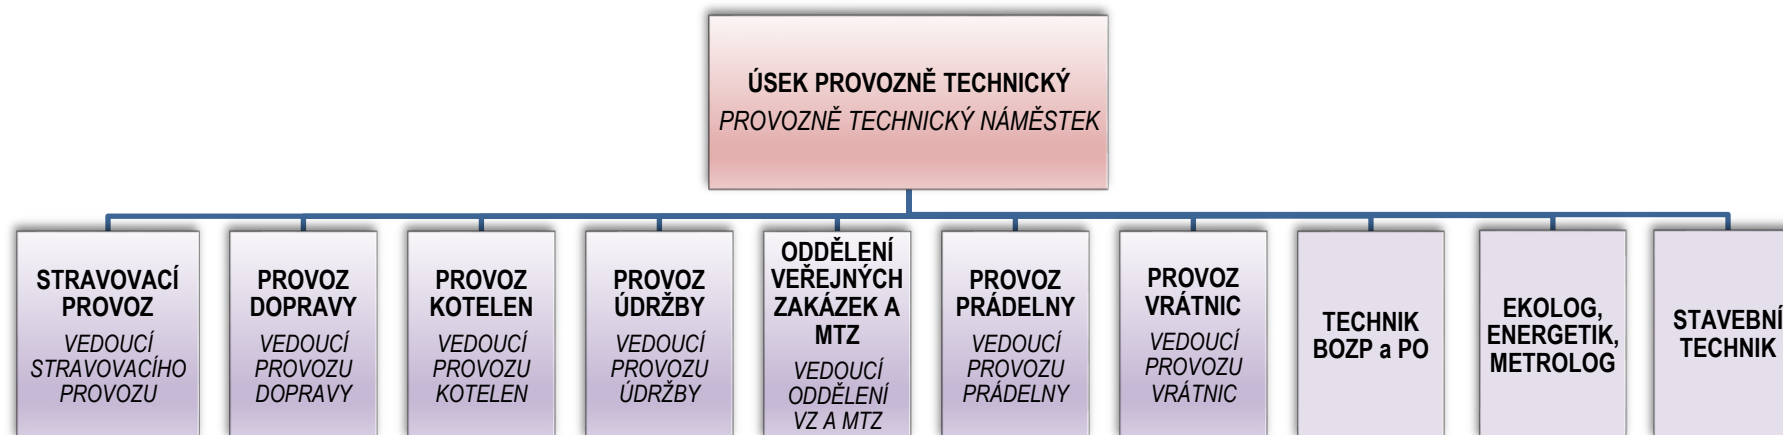 ÚSEK PROVOZNĚ TECHNICKÝ
PROVOZNĚ TECHNICKÝ NÁMĚSTEK
STRAVOVACÍ
PROVOZ
VEDOUCÍ
STRAVOVACÍHO
PROVOZU
PROVOZ
DOPRAVY
VEDOUCÍ
PROVOZU
DOPRAVY
PROVOZ
KOTELEN
VEDOUCÍ
PROVOZU
KOTELEN
PROVOZ
ÚDRŽBY
VEDOUCÍ
PROVOZU
ÚDRŽBY
ODDĚLENÍ
VEŘEJNÝCH
ZAKÁZEK A
MTZ
VEDOUCÍ
ODDĚLENÍ
VZ A MTZ
PROVOZ
PRÁDELNY
VEDOUCÍ
PROVOZU
PRÁDELNY
PROVOZ
VRÁTNIC
VEDOUCÍ
PROVOZU
VRÁTNIC
TECHNIK
BOZP a PO
EKOLOG,
ENERGETIK,
METROLOG
STAVEBNÍ
TECHNIK